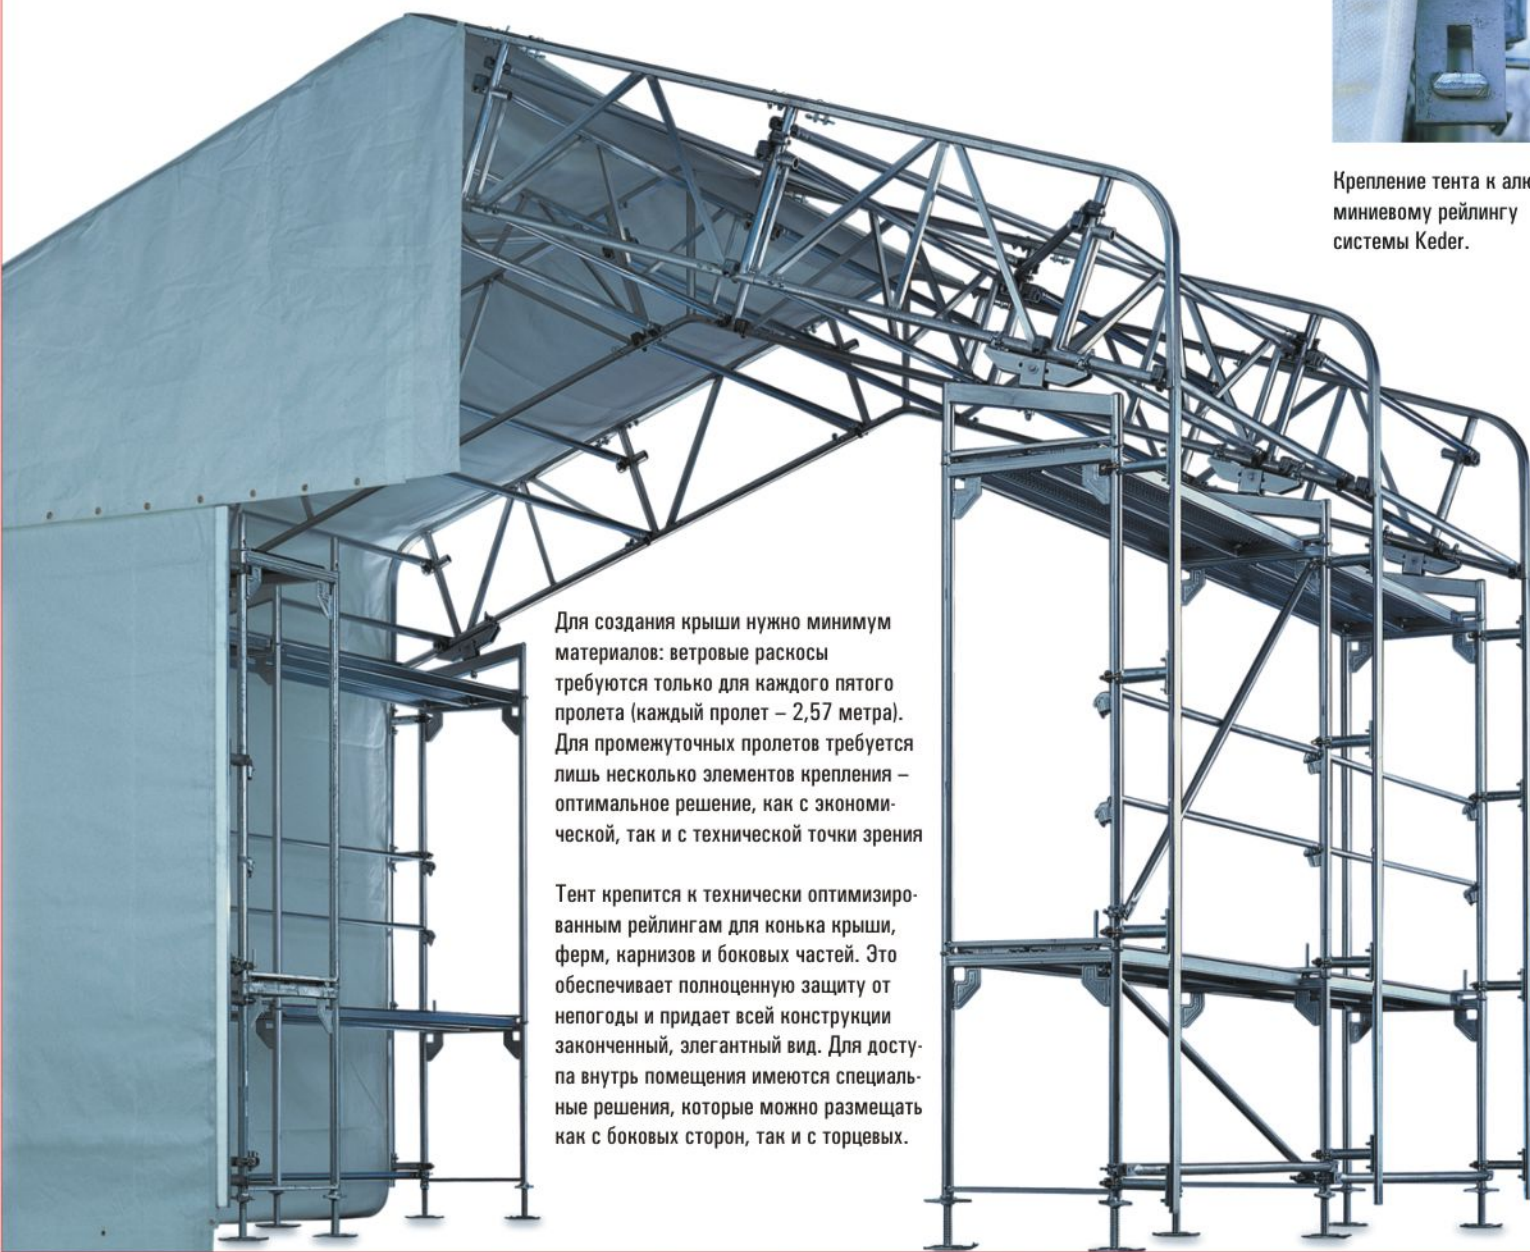 Крепление тента к алю-
миниевому рейлингу
системы Keder.
Для создания крыши нужно минимум
материалов: ветровые раскосы
требуются только для каждого пятого
пролета (каждый пролет – 2,57 метра).
Для промежуточных пролетов требуется
лишь несколько элементов крепления –
оптимальное решение, как с экономи-
ческой, так и с технической точки зрения
Тент крепится к технически оптимизиро-
ванным рейлингам для конька крыши,
ферм, карнизов и боковых частей. Это
обеспечивает полноценную защиту от
непогоды и придает всей конструкции
законченный, элегантный вид. Для досту-
па внутрь помещения имеются специаль-
ные решения, которые можно размещать
как с боковых сторон, так и с торцевых.